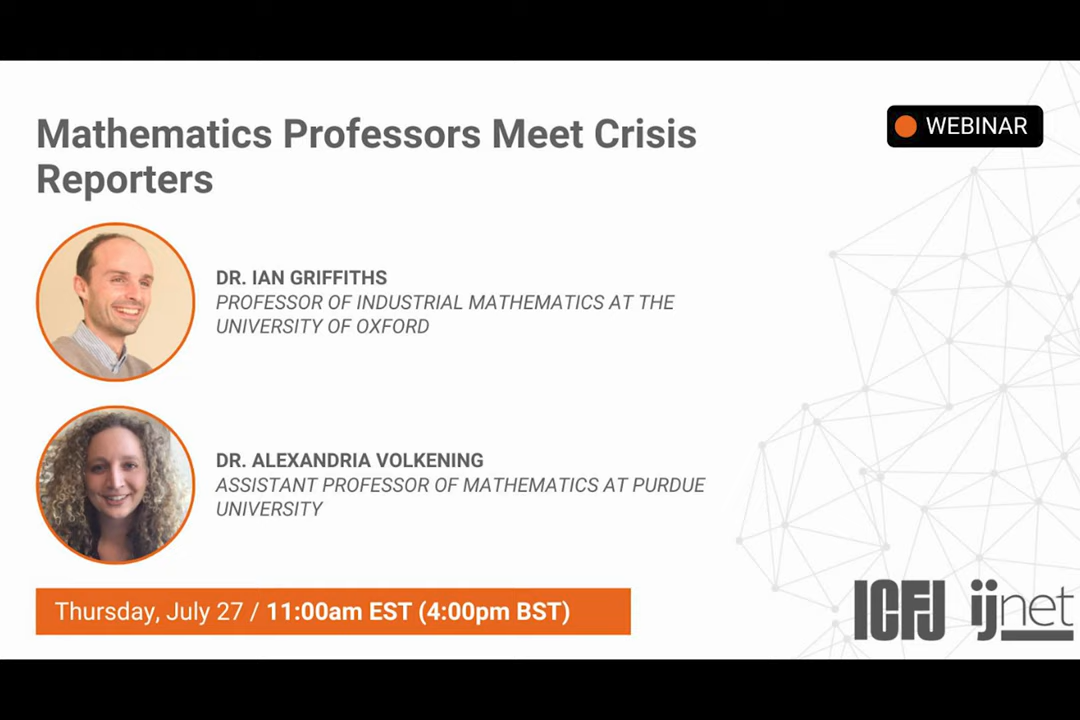 Mathematics Professors Meet Crisis
Reporters
WEBINAR
DR. IAN GRIFFITHS
PROFESSOR OF INDUSTRIAL MATHEMATICS AT THE
UNIVERSITY OF OXFORD
DR. ALEXANDRIA VOLKENING
ASSISTANT PROFESSOR OF MATHEMATICS AT PURDUE
UNIVERSITY
Thursday, July 27 / 11:00am EST (4:00pm BST)
ICFJ ijnet